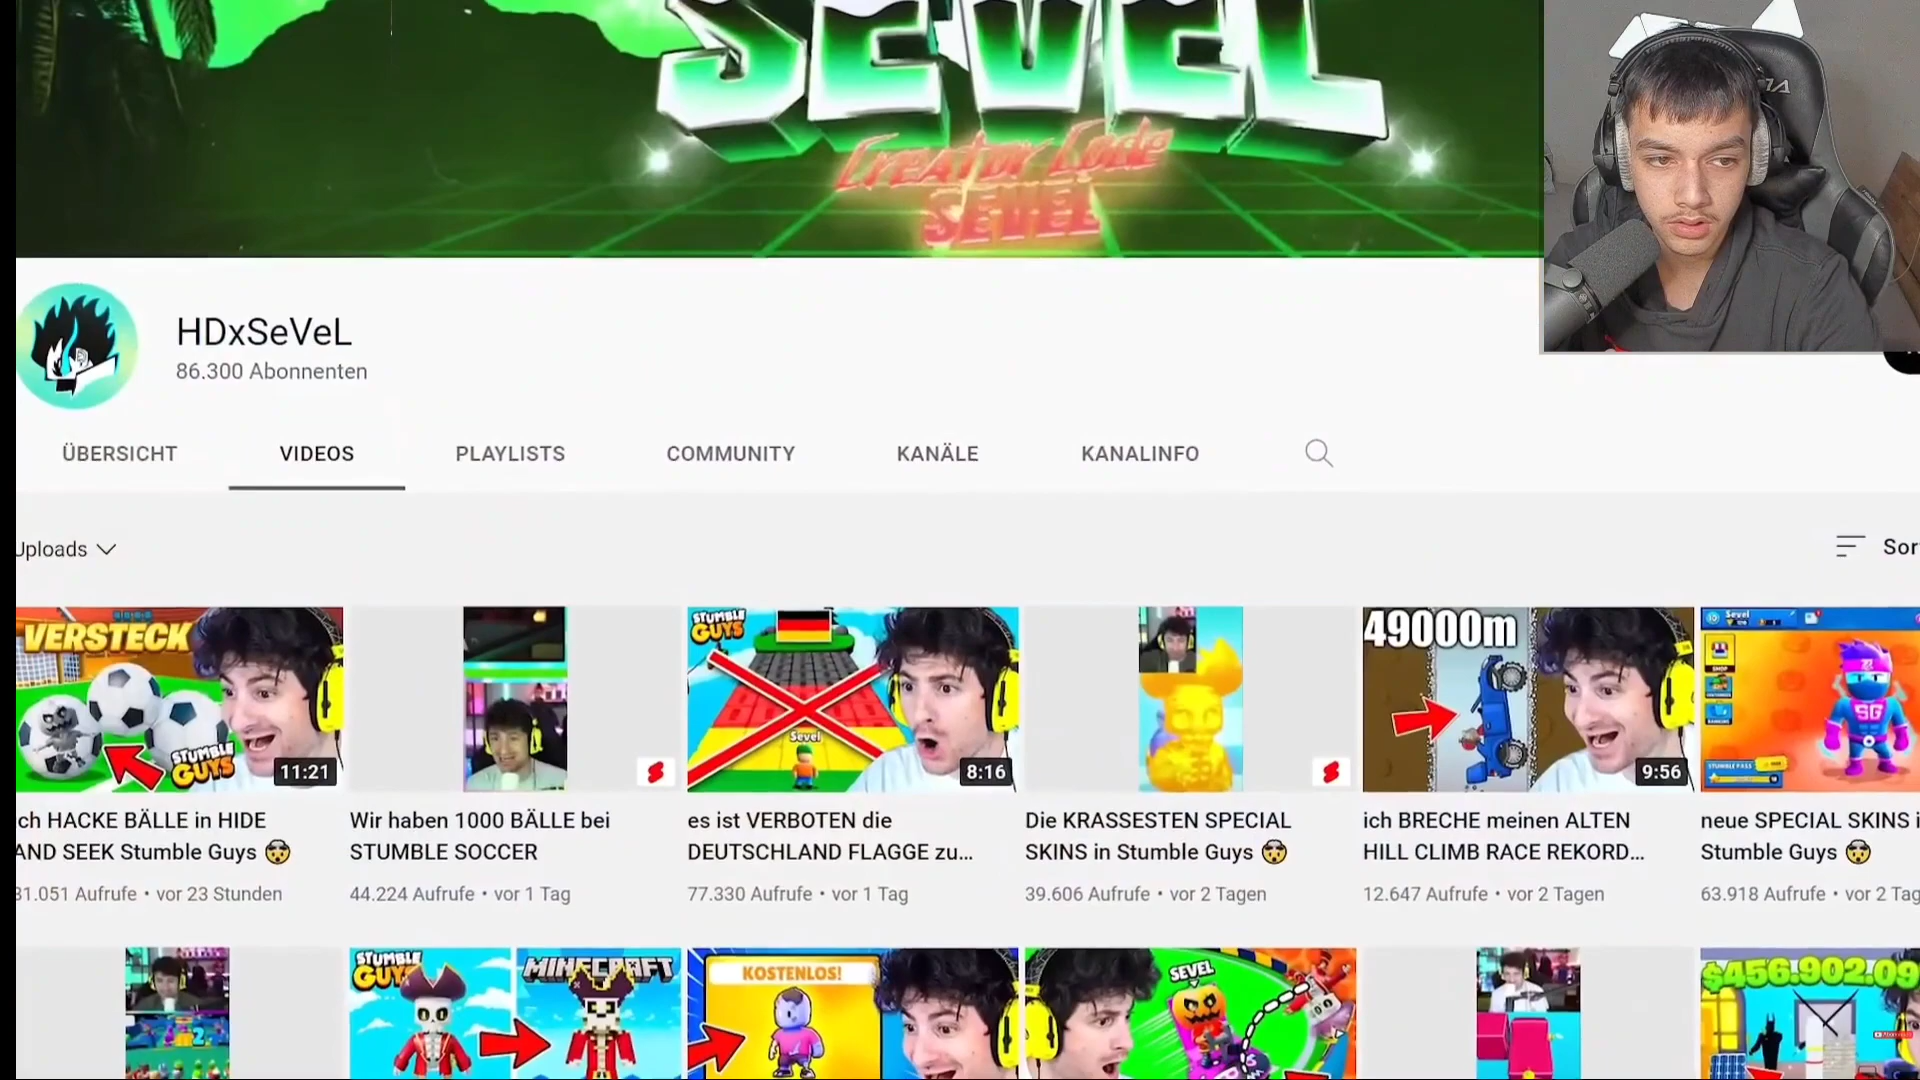 SEVEL
Creator Code
SEVEL
HDxSeVeL
86.300 Abonnenten
ÜBERSICHT
VIDEOS
PLAYLISTS
COMMUNITY
KANÄLE
KANALINFO
Uploads
Sor
VERSTECK
STUMBLE
GUYS
11:21
STUMBLE
GUYS
Sevel
8:16
49000m
9:56
Sevel
SHOP
SG
STUMBLE PASS
ch HACKE BÄLLE in HIDE
AND SEEK Stumble Guys 🤯
31.051 Aufrufe • vor 23 Stunden
Wir haben 1000 BÄLLE bei
STUMBLE SOCCER
44.224 Aufrufe • vor 1 Tag
es ist VERBOTEN die
DEUTSCHLAND FLAGGE zu...
77.330 Aufrufe • vor 1 Tag
Die KRASSESTEN SPECIAL
SKINS in Stumble Guys 🤯
39.606 Aufrufe • vor 2 Tagen
ich BRECHE meinen ALTEN
HILL CLIMB RACE REKORD...
12.647 Aufrufe • vor 2 Tagen
neue SPECIAL SKINS i
Stumble Guys 🤯
63.918 Aufrufe • vor 2 Tag
2
STUMBLE
GUYS
MINECRAFT
KOSTENLOS!
SEVEL
$456.902.09